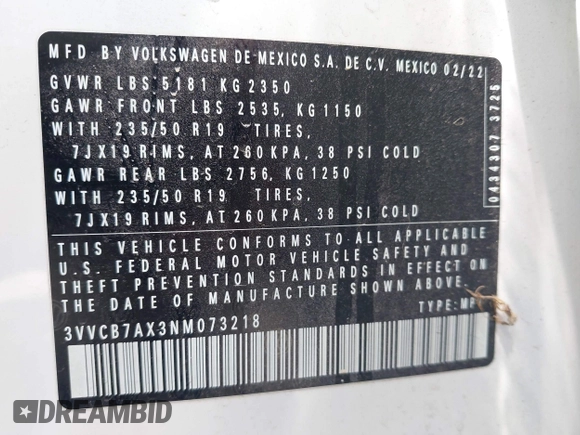 MFD BY VOLKSWAGEN DE MEXICO S.A. DE C.V. MEXICO 02/22
GVWR LBS 5181 KG 2350
GAWR FRONT LBS 2535, KG 1150
WITH 235/50 R19 TIRES,
7JX19 RIMS, AT 260 KPA, 38 PSI COLD
GAWR REAR LBS 2756, KG 1250
WITH 235/50 R19 TIRES,
7JX19 RIMS, AT 260 KPA, 38 PSI COLD
THIS VEHICLE CONFORMS TO ALL APPLICABLE
U.S. FEDERAL MOTOR VEHICLE SAFETY AND
THEFT PREVENTION STANDARDS IN EFFECT ON
THE DATE OF MANUFACTURE SHOWN ABOVE.
3VVCB7AX3NM073218 TYPE:
0434307 3725
DREAMBID